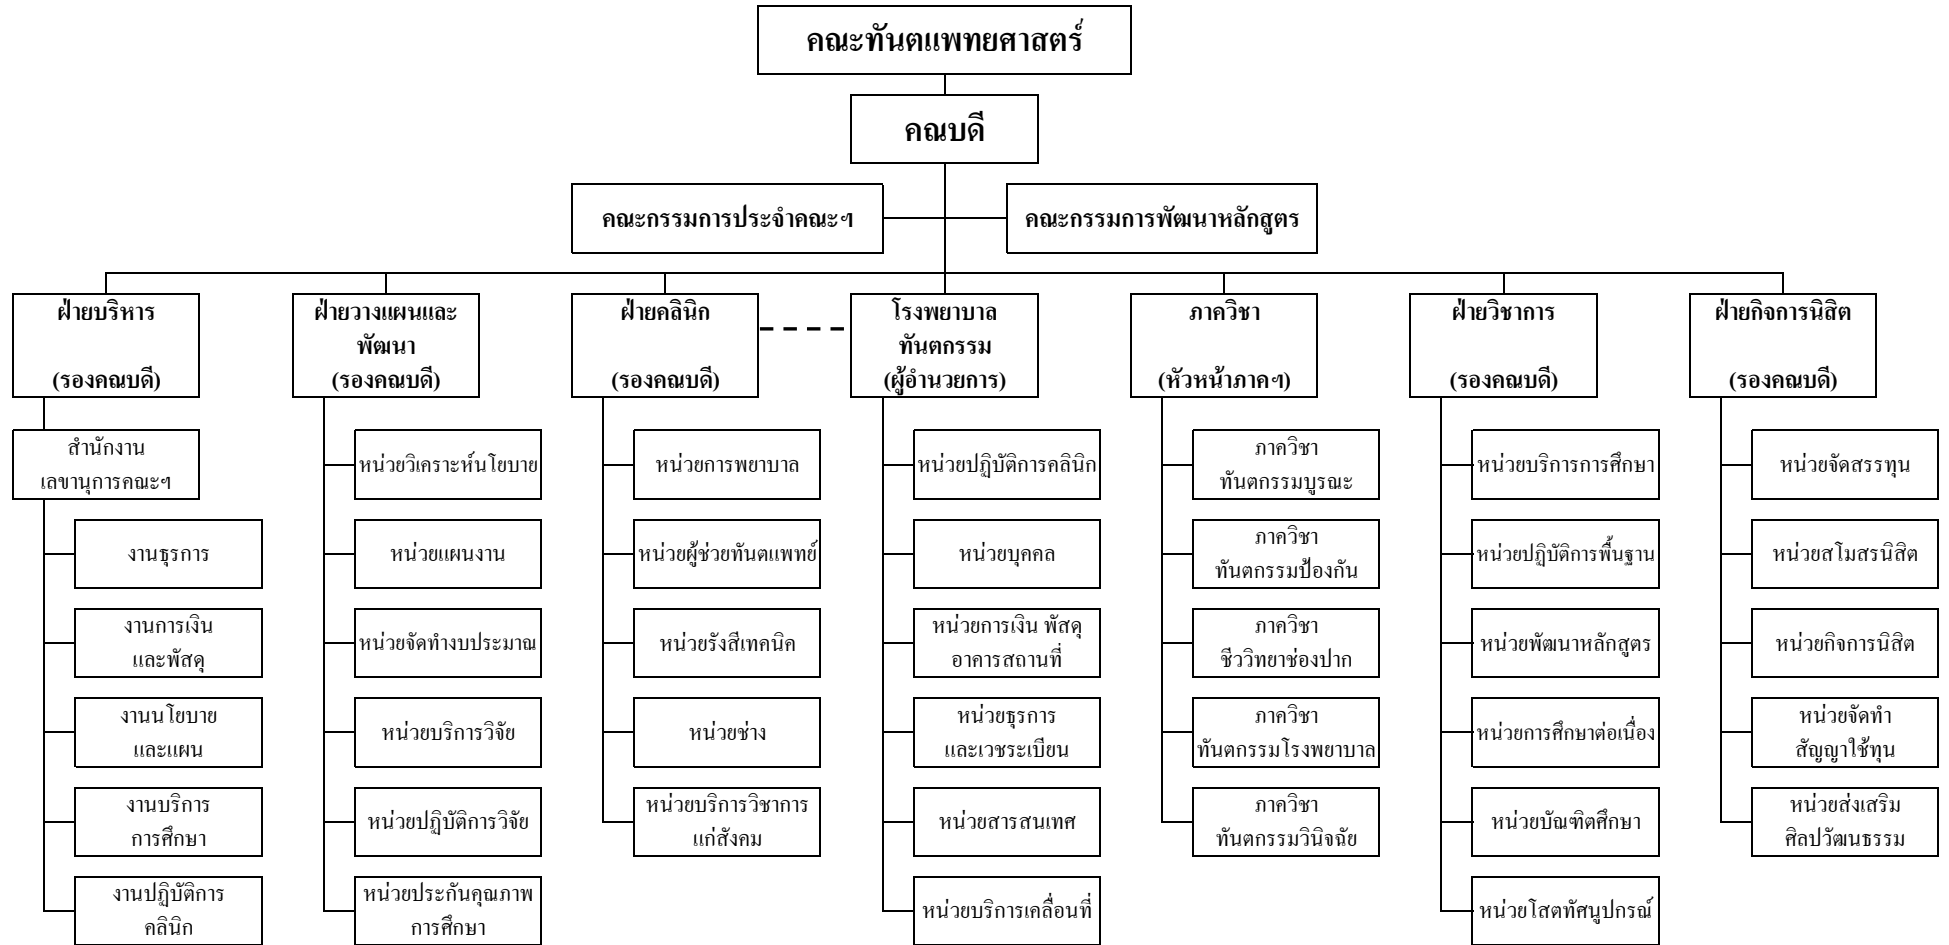 คณะทันตแพทยศาสตร์
คณบดี
คณะกรรมการประจำคณะฯ
คณะกรรมการพัฒนาหลักสูตร
ฝ่ายบริหาร
(รองคณบดี)
ฝ่ายวางแผนและ
พัฒนา
(รองคณบดี)
ฝ่ายคลินิก
(รองคณบดี)
โรงพยาบาล
ทันตกรรม
(ผู้อำนวยการ)
ภาควิชา
(หัวหน้าภาคฯ)
ฝ่ายวิชาการ
(รองคณบดี)
ฝ่ายกิจการนิสิต
(รองคณบดี)
สำนักงาน
เลขานุการคณะฯ
งานธุรการ
งานการเงิน
และพัสดุ
งานนโยบาย
และแผน
งานบริการ
การศึกษา
งานปฏิบัติการ
คลินิก
หน่วยวิเคราะห์นโยบาย
หน่วยแผนงาน
หน่วยจัดทำงบประมาณ
หน่วยบริการวิจัย
หน่วยปฏิบัติการวิจัย
หน่วยประกันคุณภาพ
การศึกษา
หน่วยการพยาบาล
หน่วยผู้ช่วยทันตแพทย์
หน่วยรังสีเทคนิค
หน่วยช่าง
หน่วยบริการวิชาการ
แก่สังคม
หน่วยปฏิบัติการคลินิก
หน่วยบุคคล
หน่วยการเงิน พัสดุ
อาคารสถานที่
หน่วยธุรการ
และเวชระเบียน
หน่วยสารสนเทศ
หน่วยบริการเคลื่อนที่
ภาควิชา
ทันตกรรมบูรณะ
ภาควิชา
ทันตกรรมป้องกัน
ภาควิชา
ชีววิทยาช่องปาก
ภาควิชา
ทันตกรรมโรงพยาบาล
ภาควิชา
ทันตกรรมวินิจฉัย
หน่วยบริการการศึกษา
หน่วยปฏิบัติการพื้นฐาน
หน่วยพัฒนาหลักสูตร
หน่วยการศึกษาต่อเนื่อง
หน่วยบัณฑิตศึกษา
หน่วยโสตทัศนูปกรณ์
หน่วยจัดสรรทุน
หน่วยสโมสรนิสิต
หน่วยกิจการนิสิต
หน่วยจัดทำ
สัญญาใช้ทุน
หน่วยส่งเสริม
ศิลปวัฒนธรรม